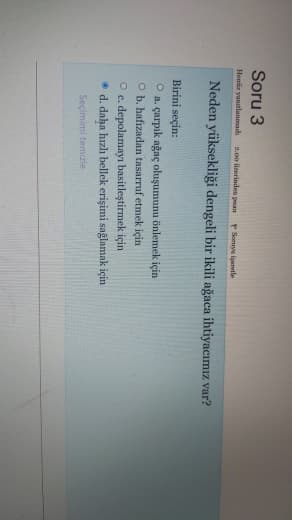 Soru 3
Henüz yanıtlanmadı 2.00 üzerinden puan Soruyu işaretle
Neden yüksekliği dengeli bir ikili ağaca ihtiyacımız var?
Birini seçin:
a. çarpık ağaç oluşumunu önlemek için
b. hafızadan tasarruf etmek için
c. depolamayı basitleştirmek için
d. daha hızlı bellek erişimi sağlamak için
Seçimimi temizle